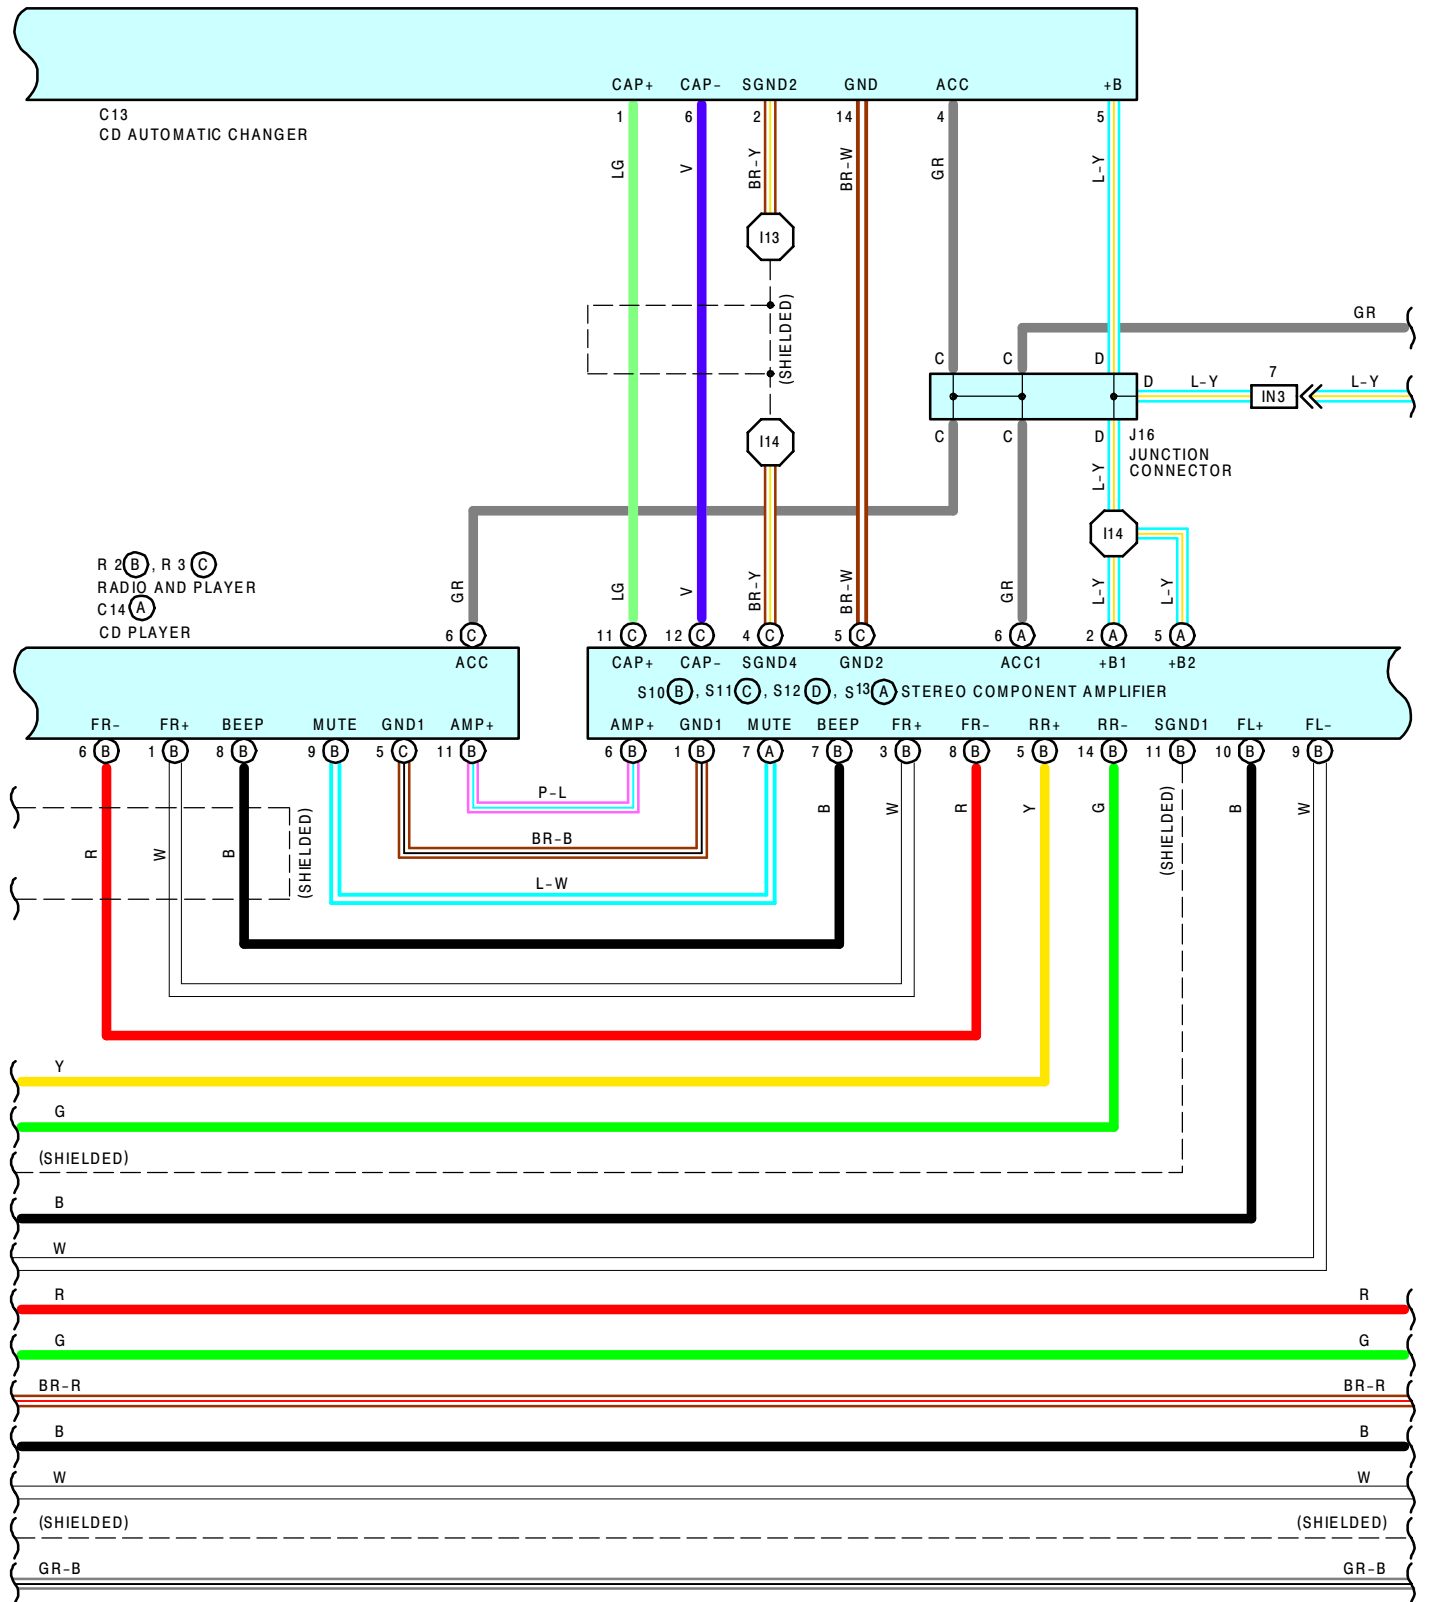 CAP+ CAP- SGND2 GND ACC +B
C13
CD AUTOMATIC CHANGER
1 6 2 14 4 5
LG V BR-Y BR-W GR L-Y
I13
(SHIELDED)
GR
C C D
D L-Y 7 IN3 L-Y
I14
C C D
J16
JUNCTION
CONNECTOR
L-Y
I14
R 2 B , R 3 C
RADIO AND PLAYER
C14 A
CD PLAYER
GR LG V BR-Y BR-W GR L-Y L-Y
6 C 11 C 12 C 4 C 5 C 6 A 2 A 5 A
ACC CAP+ CAP- SGND4 GND2 ACC1 +B1 +B2
S10 B , S11 C , S12 D , S13 A STEREO COMPONENT AMPLIFIER
FR- FR+ BEEP MUTE GND1 AMP+ AMP+ GND1 MUTE BEEP FR+ FR- RR+ RR- SGND1 FL+ FL-
6 B 1 B 8 B 9 B 5 C 11 B 6 B 1 B 7 A 7 B 3 B 8 B 5 B 14 B 11 B 10 B 9 B
P-L
R W B (SHIELDED) B W R Y G (SHIELDED) B W
BR-B
L-W
Y
G
(SHIELDED)
B
W
R R
G G
BR-R BR-R
B B
W W
(SHIELDED) (SHIELDED)
GR-B GR-B